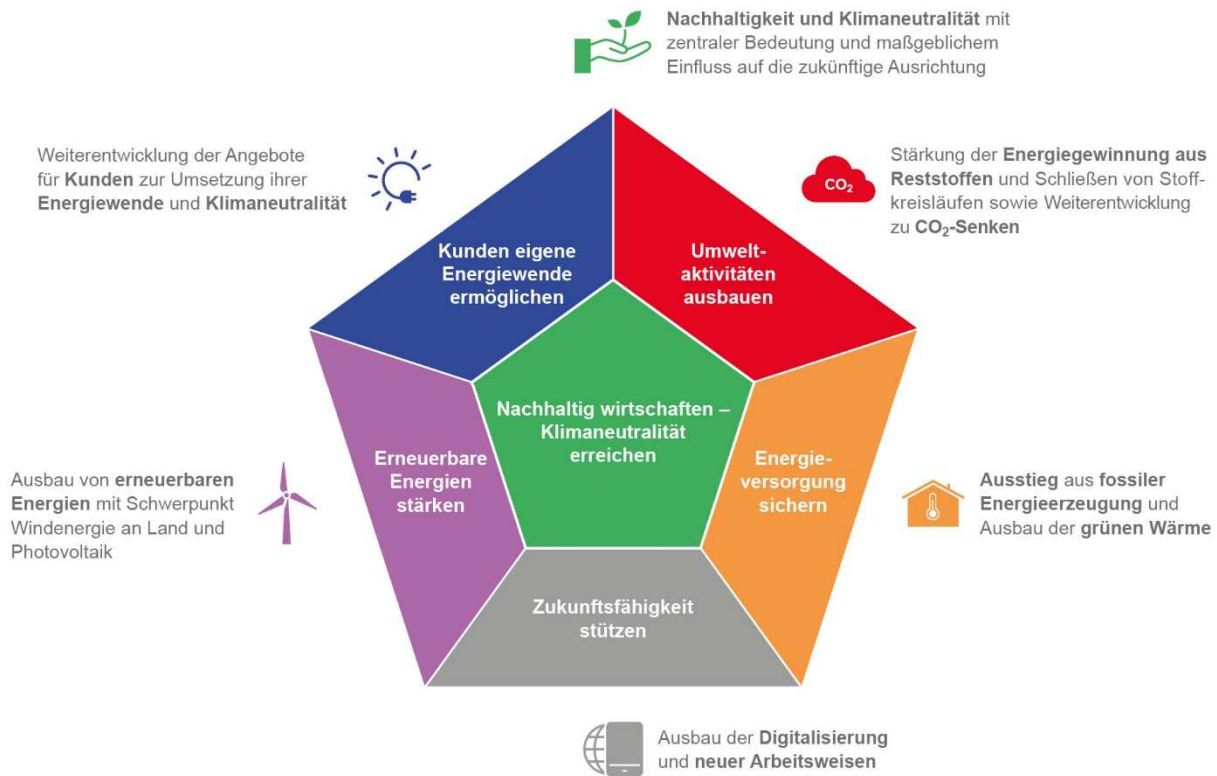 Nachhaltigkeit und Klimaneutralität mit
zentraler Bedeutung und maßgeblichem
Einfluss auf die zukünftige Ausrichtung
Weiterentwicklung der Angebote
für Kunden zur Umsetzung ihrer
Energiewende und Klimaneutralität
CO₂
Stärkung der Energiegewinnung aus
Reststoffen und Schließen von Stoff-
kreisläufen sowie Weiterentwicklung
zu CO₂-Senken
Kunden eigene
Energiewende
ermöglichen
Umwelt-
aktivitäten
ausbauen
Nachhaltig wirtschaften –
Klimaneutralität
erreichen
Erneuerbare
Energien
stärken
Energie-
versorgung
sichern
Ausbau von erneuerbaren
Energien mit Schwerpunkt
Windenergie an Land und
Photovoltaik
Ausstieg aus fossiler
Energieerzeugung und
Ausbau der grünen Wärme
Zukunftsfähigkeit
stützen
Ausbau der Digitalisierung
und neuer Arbeitsweisen